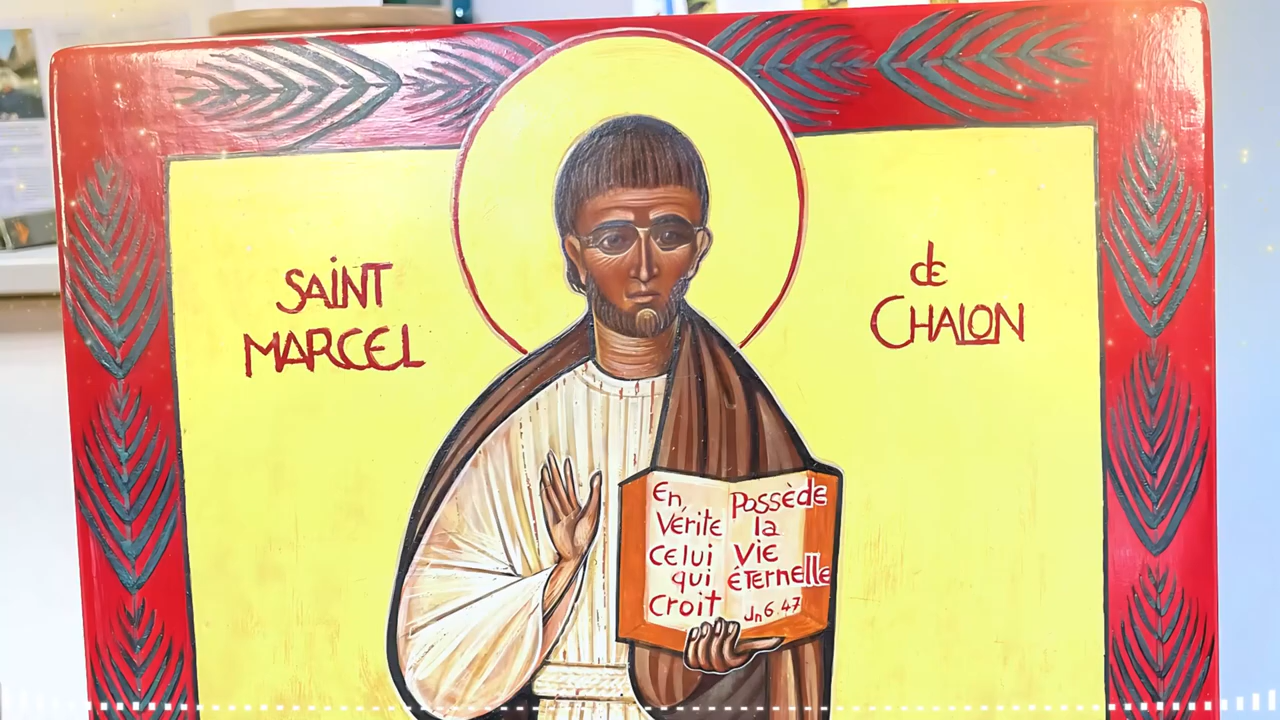 SAINT
MARCEL
de
CHALON
En
Vérite
celui
qui
croit
Possède
la
vie
éternelle
Jn 6.47